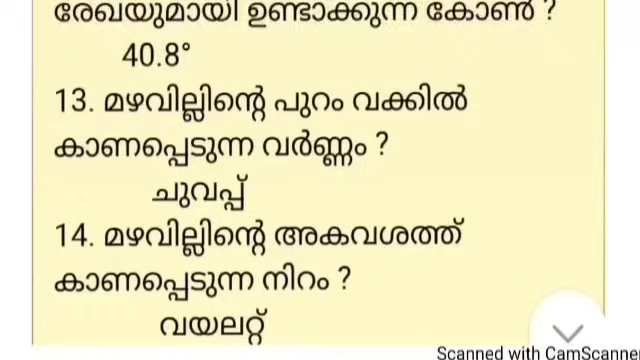 രേഖയുമായി ഉണ്ടാക്കുന്ന കോൺ ?
40.8°
13. മഴവില്ലിന്റെ പുറം വക്കിൽ
കാണപ്പെടുന്ന വർണ്ണം ?
ചുവപ്പ്
14. മഴവില്ലിന്റെ അകവശത്ത്
കാണപ്പെടുന്ന നിറം ?
വയലറ്റ്
Scanned with CamScanne